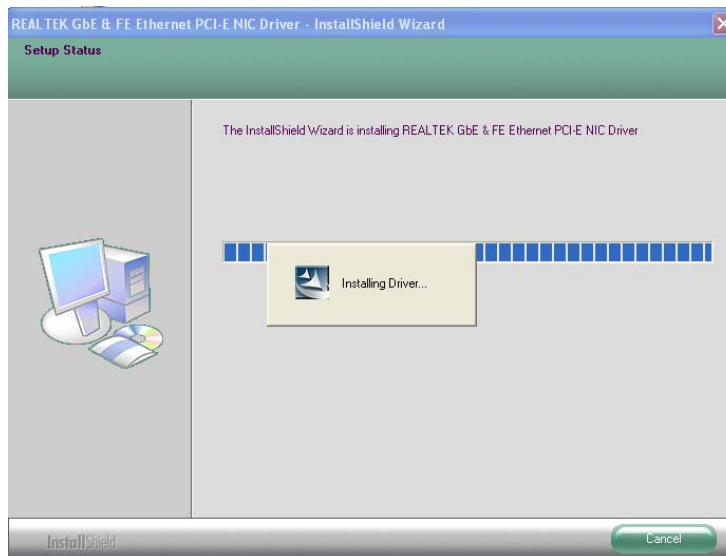 REALTEK GbE & FE Ethernet PCI-E NIC Driver - InstallShield Wizard
Setup Status
The InstallShield Wizard is installing REALTEK GbE & FE Ethernet PCI-E NIC Driver
Installing Driver...
InstallShield
Cancel